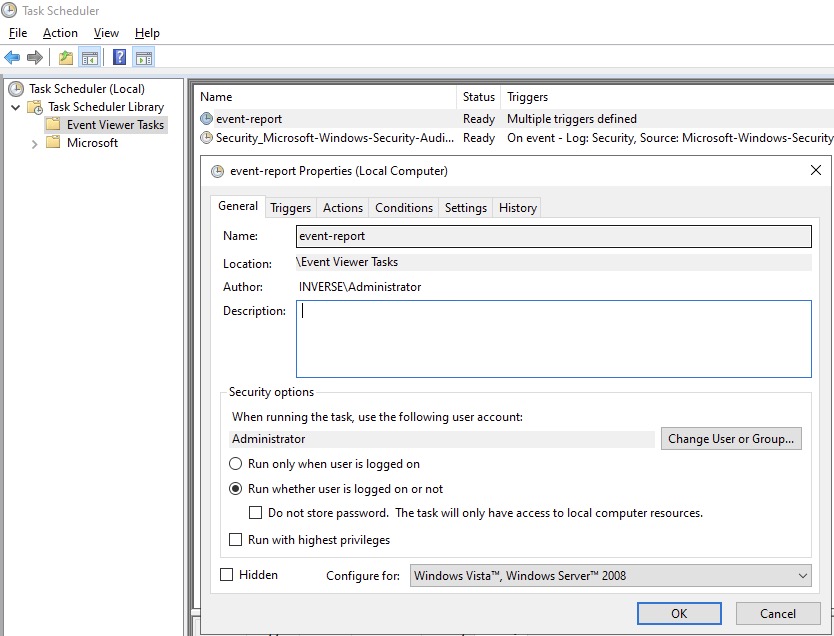 Task Scheduler
File Action View Help
Task Scheduler (Local)
Task Scheduler Library
Event Viewer Tasks
Microsoft
Name Status Triggers
event-report Ready Multiple triggers defined
Security_Microsoft-Windows-Security-Audi... Ready On event - Log: Security, Source: Microsoft-Windows-Security
event-report Properties (Local Computer)
General Triggers Actions Conditions Settings History
Name: event-report
Location: \Event Viewer Tasks
Author: INVERSE\Administrator
Description:
Security options
When running the task, use the following user account:
Administrator Change User or Group...
Run only when user is logged on
Run whether user is logged on or not
Do not store password. The task will only have access to local computer resources.
Run with highest privileges
Hidden Configure for: Windows Vista™, Windows Server™ 2008
OK Cancel